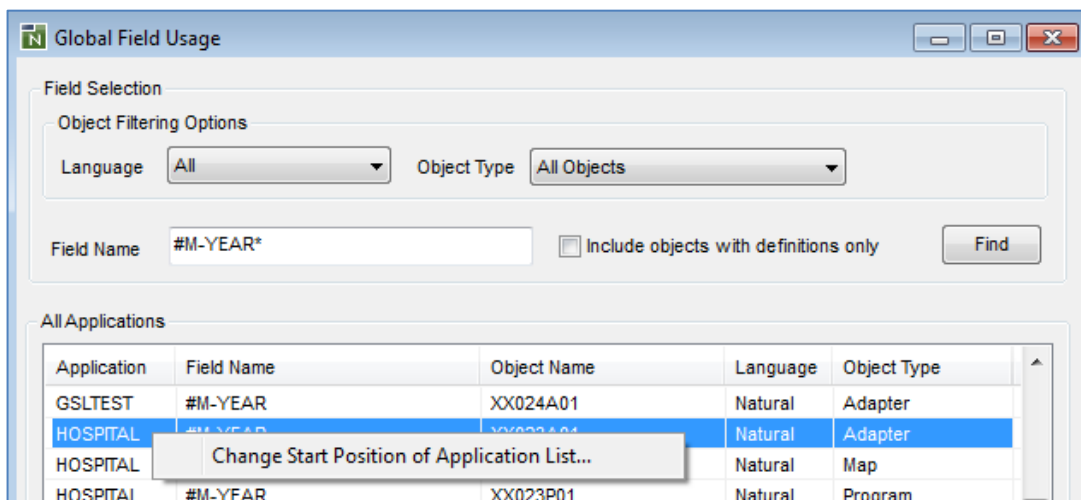 Global Field Usage
Field Selection
Object Filtering Options
Language All Object Type All Objects
Field Name #M-YEAR* Include objects with definitions only Find
All Applications
Application Field Name Object Name Language Object Type
GSLTEST #M-YEAR XX024A01 Natural Adapter
HOSPITAL #M-YEAR XX023A01 Natural Adapter
Change Start Position of Application List...
HOSPITAL Natural Map
HOSPITAL #M-YEAR XX023P01 Natural Program